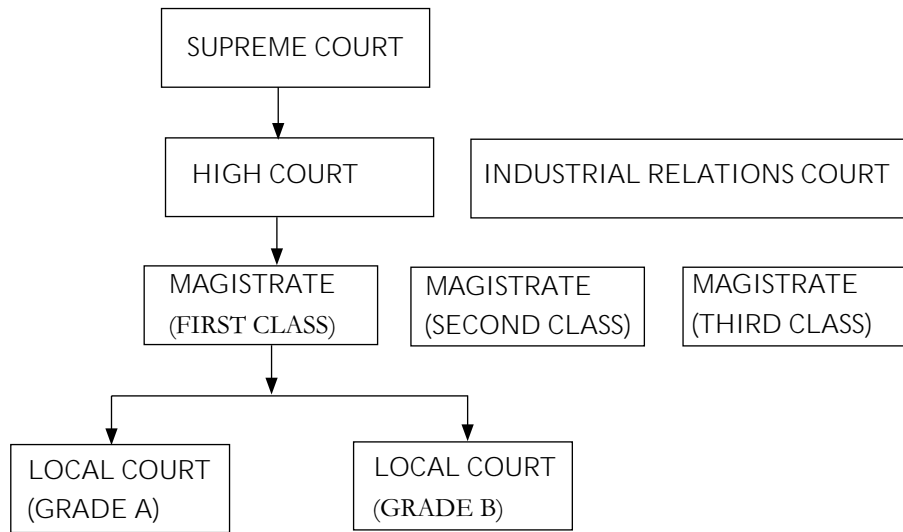 SUPREME COURT
HIGH COURT
INDUSTRIAL RELATIONS COURT
MAGISTRATE
(FIRST CLASS)
MAGISTRATE
(SECOND CLASS)
MAGISTRATE
(THIRD CLASS)
LOCAL COURT
(GRADE A)
LOCAL COURT
(GRADE B)